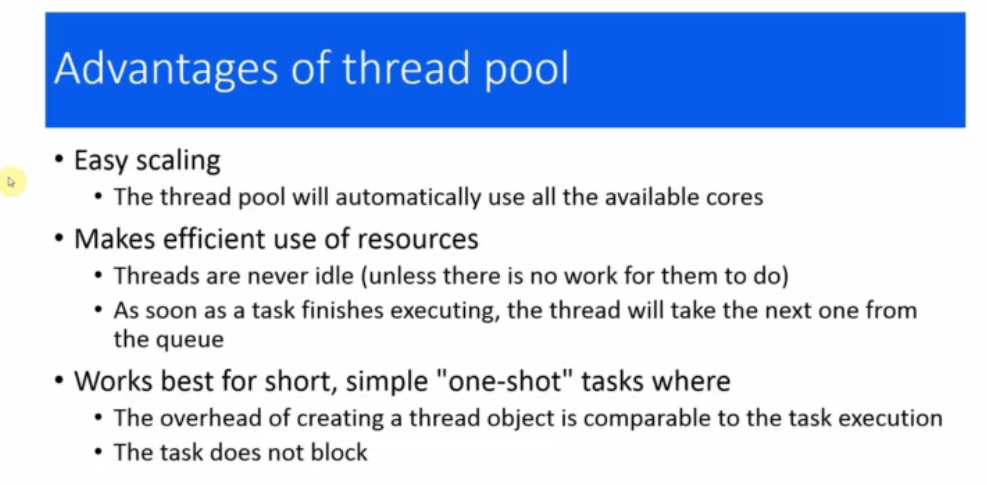 Advantages of thread pool
• Easy scaling
• The thread pool will automatically use all the available cores
• Makes efficient use of resources
• Threads are never idle (unless there is no work for them to do)
• As soon as a task finishes executing, the thread will take the next one from
the queue
• Works best for short, simple "one-shot" tasks where
• The overhead of creating a thread object is comparable to the task execution
• The task does not block